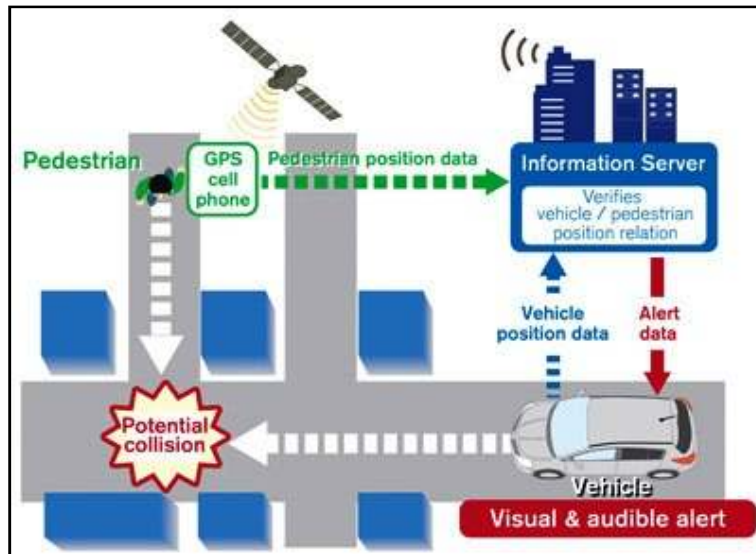 Pedestrian
GPS
cell
phone
Pedestrian position data
Information Server
Verifies
vehicle / pedestrian
position relation
Vehicle
position data
Alert
data
Potential
collision
Vehicle
Visual & audible alert